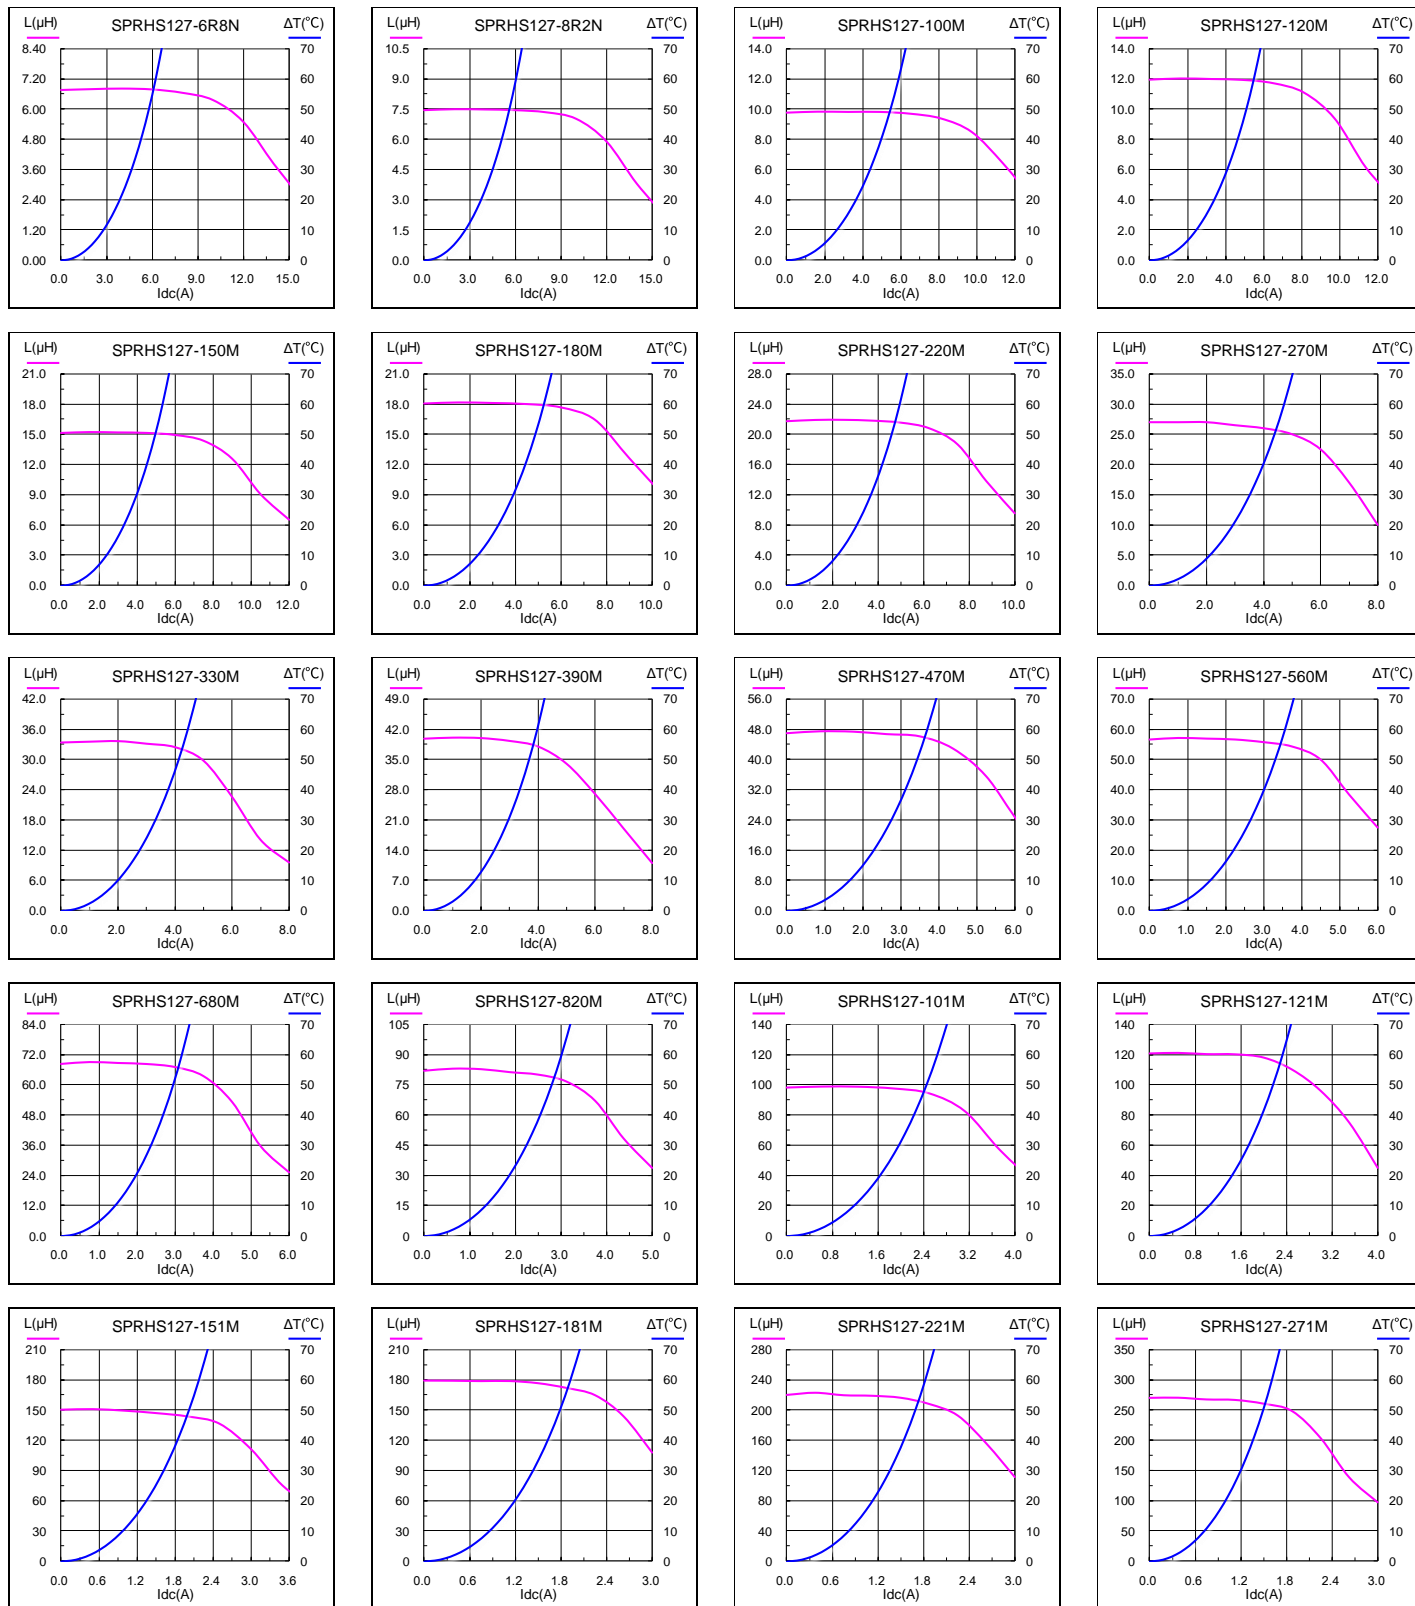 L(μH) SPRHS127-6R8N ΔT(℃)
8.40 70
7.20 60
6.00 50
4.80 40
3.60 30
2.40 20
1.20 10
0.00 0
0.0 3.0 6.0 9.0 12.0 15.0
Idc(A)
L(μH) SPRHS127-8R2N ΔT(℃)
10.5 70
9.0 60
7.5 50
6.0 40
4.5 30
3.0 20
1.5 10
0.0 0
0.0 3.0 6.0 9.0 12.0 15.0
Idc(A)
L(μH) SPRHS127-100M ΔT(℃)
14.0 70
12.0 60
10.0 50
8.0 40
6.0 30
4.0 20
2.0 10
0.0 0
0.0 2.0 4.0 6.0 8.0 10.0 12.0
Idc(A)
L(μH) SPRHS127-120M ΔT(℃)
14.0 70
12.0 60
10.0 50
8.0 40
6.0 30
4.0 20
2.0 10
0.0 0
0.0 2.0 4.0 6.0 8.0 10.0 12.0
Idc(A)
L(μH) SPRHS127-150M ΔT(℃)
21.0 70
18.0 60
15.0 50
12.0 40
9.0 30
6.0 20
3.0 10
0.0 0
0.0 2.0 4.0 6.0 8.0 10.0 12.0
Idc(A)
L(μH) SPRHS127-180M ΔT(℃)
21.0 70
18.0 60
15.0 50
12.0 40
9.0 30
6.0 20
3.0 10
0.0 0
0.0 2.0 4.0 6.0 8.0 10.0
Idc(A)
L(μH) SPRHS127-220M ΔT(℃)
28.0 70
24.0 60
20.0 50
16.0 40
12.0 30
8.0 20
4.0 10
0.0 0
0.0 2.0 4.0 6.0 8.0 10.0
Idc(A)
L(μH) SPRHS127-270M ΔT(℃)
35.0 70
30.0 60
25.0 50
20.0 40
15.0 30
10.0 20
5.0 10
0.0 0
0.0 2.0 4.0 6.0 8.0
Idc(A)
L(μH) SPRHS127-330M ΔT(℃)
42.0 70
36.0 60
30.0 50
24.0 40
18.0 30
12.0 20
6.0 10
0.0 0
0.0 2.0 4.0 6.0 8.0
Idc(A)
L(μH) SPRHS127-390M ΔT(℃)
49.0 70
42.0 60
35.0 50
28.0 40
21.0 30
14.0 20
7.0 10
0.0 0
0.0 2.0 4.0 6.0 8.0
Idc(A)
L(μH) SPRHS127-470M ΔT(℃)
56.0 70
48.0 60
40.0 50
32.0 40
24.0 30
16.0 20
8.0 10
0.0 0
0.0 1.0 2.0 3.0 4.0 5.0 6.0
Idc(A)
L(μH) SPRHS127-560M ΔT(℃)
70.0 70
60.0 60
50.0 50
40.0 40
30.0 30
20.0 20
10.0 10
0.0 0
0.0 1.0 2.0 3.0 4.0 5.0 6.0
Idc(A)
L(μH) SPRHS127-680M ΔT(℃)
84.0 70
72.0 60
60.0 50
48.0 40
36.0 30
24.0 20
12.0 10
0.0 0
0.0 1.0 2.0 3.0 4.0 5.0 6.0
Idc(A)
L(μH) SPRHS127-820M ΔT(℃)
105 70
90 60
75 50
60 40
45 30
30 20
15 10
0 0
0.0 1.0 2.0 3.0 4.0 5.0
Idc(A)
L(μH) SPRHS127-101M ΔT(℃)
140 70
120 60
100 50
80 40
60 30
40 20
20 10
0 0
0.0 0.8 1.6 2.4 3.2 4.0
Idc(A)
L(μH) SPRHS127-121M ΔT(℃)
140 70
120 60
100 50
80 40
60 30
40 20
20 10
0 0
0.0 0.8 1.6 2.4 3.2 4.0
Idc(A)
L(μH) SPRHS127-151M ΔT(℃)
210 70
180 60
150 50
120 40
90 30
60 20
30 10
0 0
0.0 0.6 1.2 1.8 2.4 3.0 3.6
Idc(A)
L(μH) SPRHS127-181M ΔT(℃)
210 70
180 60
150 50
120 40
90 30
60 20
30 10
0 0
0.0 0.6 1.2 1.8 2.4 3.0
Idc(A)
L(μH) SPRHS127-221M ΔT(℃)
280 70
240 60
200 50
160 40
120 30
80 20
40 10
0 0
0.0 0.6 1.2 1.8 2.4 3.0
Idc(A)
L(μH) SPRHS127-271M ΔT(℃)
350 70
300 60
250 50
200 40
150 30
100 20
50 10
0 0
0.0 0.6 1.2 1.8 2.4 3.0
Idc(A)